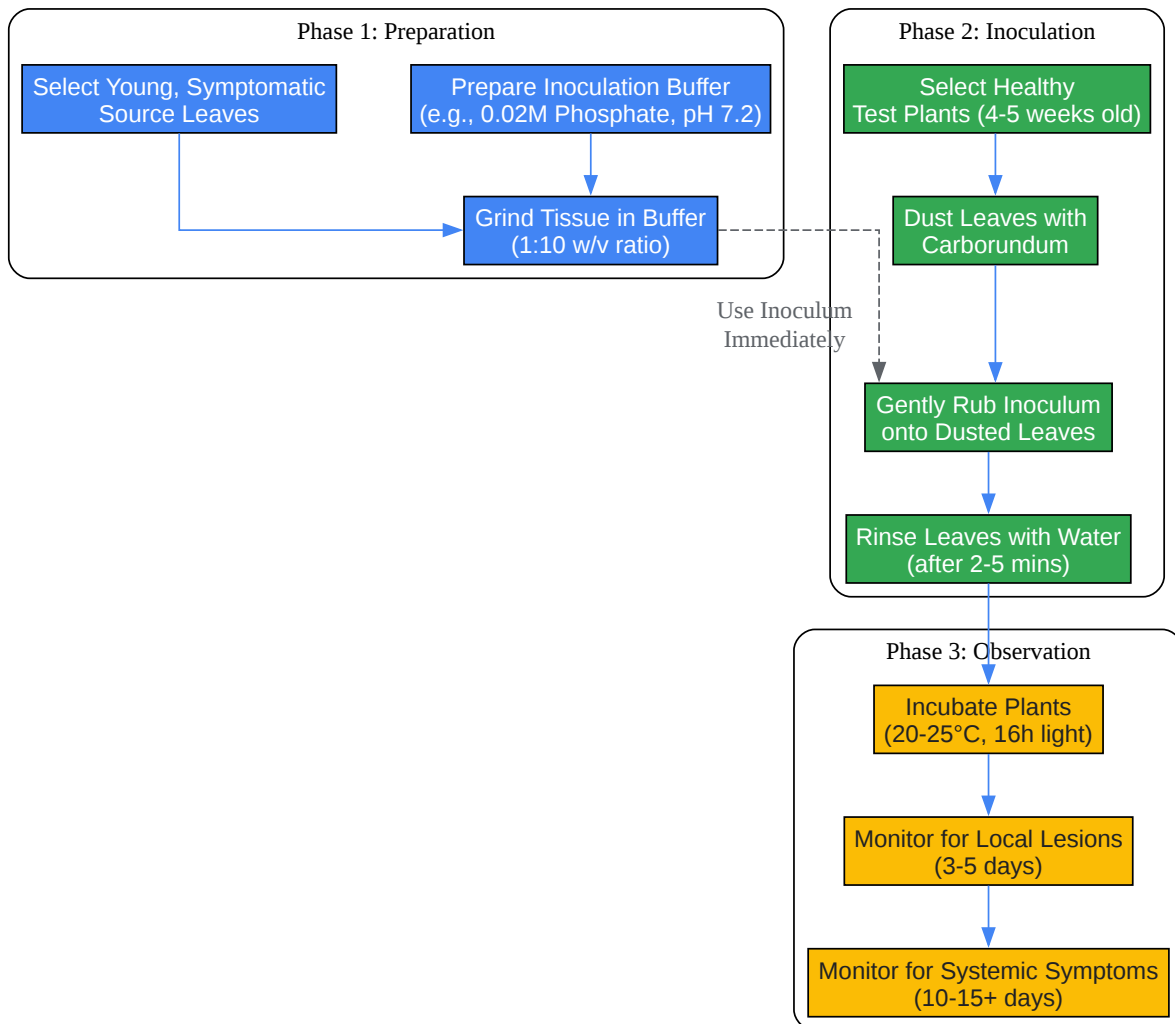 Phase 1: Preparation
Select Young, Symptomatic
Source Leaves
Prepare Inoculation Buffer
(e.g., 0.02M Phosphate, pH 7.2)
Grind Tissue in Buffer
(1:10 w/v ratio)
Use Inoculum
Immediately
Phase 2: Inoculation
Select Healthy
Test Plants (4-5 weeks old)
Dust Leaves with
Carborundum
Gently Rub Inoculum
onto Dusted Leaves
Rinse Leaves with Water
(after 2-5 mins)
Phase 3: Observation
Incubate Plants
(20-25°C, 16h light)
Monitor for Local Lesions
(3-5 days)
Monitor for Systemic Symptoms
(10-15+ days)